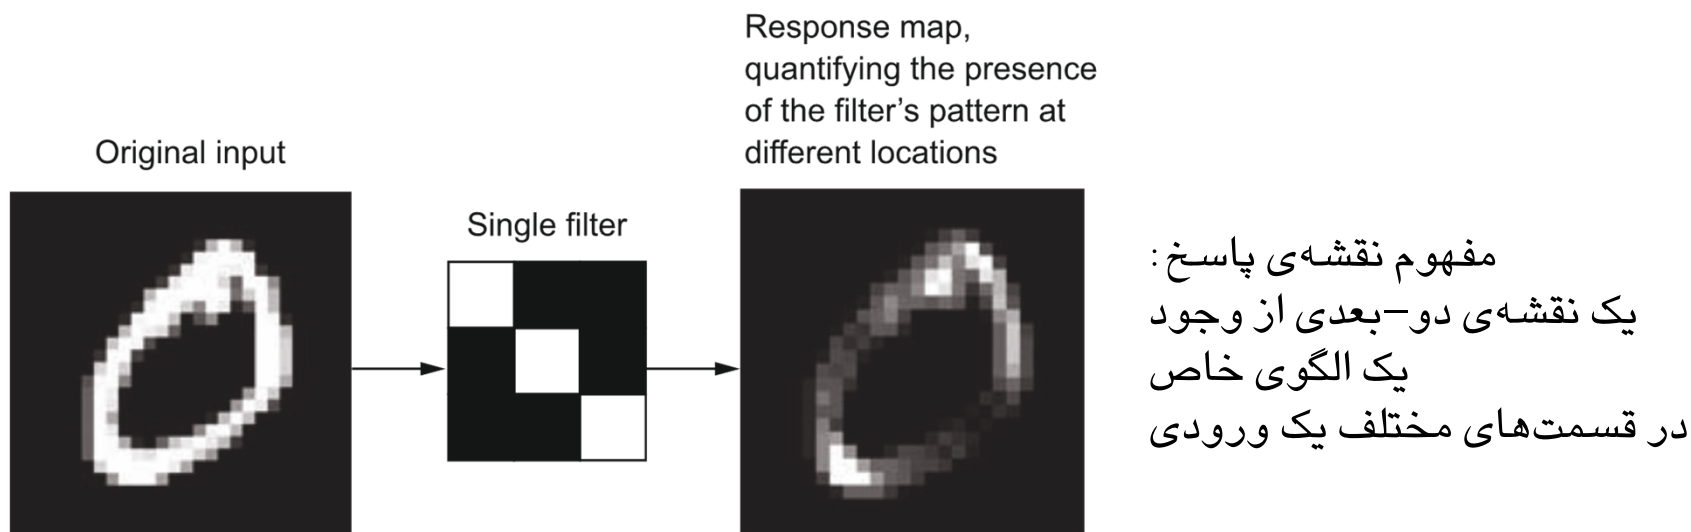 Original input
Single filter
Response map,
quantifying the presence
of the filter's pattern at
different locations
مفهوم نقشه‌ی پاسخ:
یک نقشه‌ی دو-بعدی از وجود
یک الگوی خاص
در قسمت‌های مختلف یک ورودی